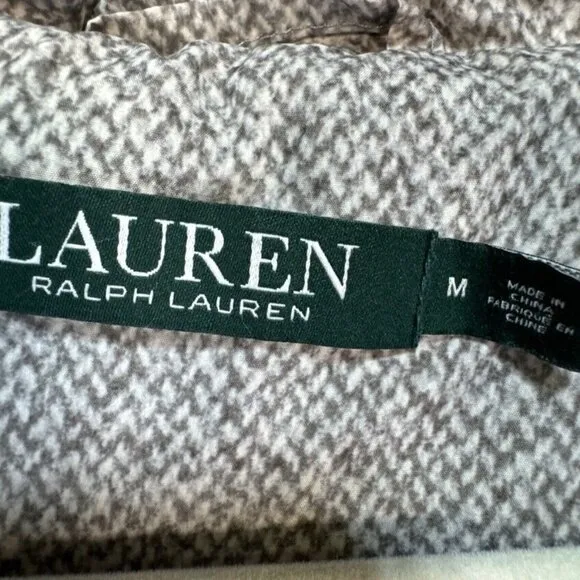 LAUREN
RALPH LAUREN
M
MADE IN
CHINA
FABRIQUÉ EN
CHINE